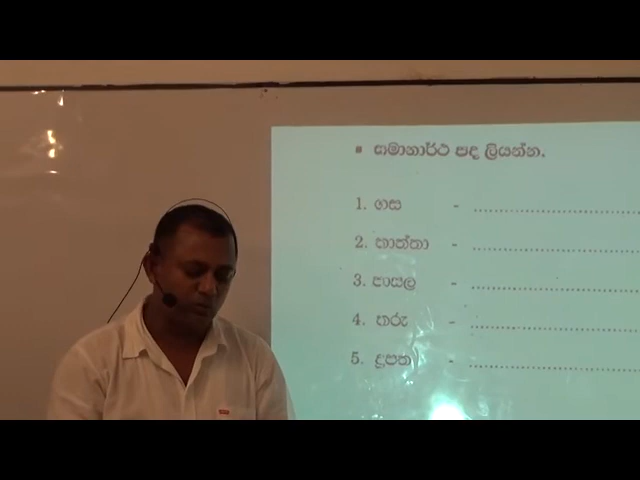 ■ සමානාර්ථ පද ලියන්න.
1. ගස - ........................................
2. තාත්තා - ........................................
3. පාසල - ........................................
4. තරු - ........................................
5. ද්‍රුපත - ........................................